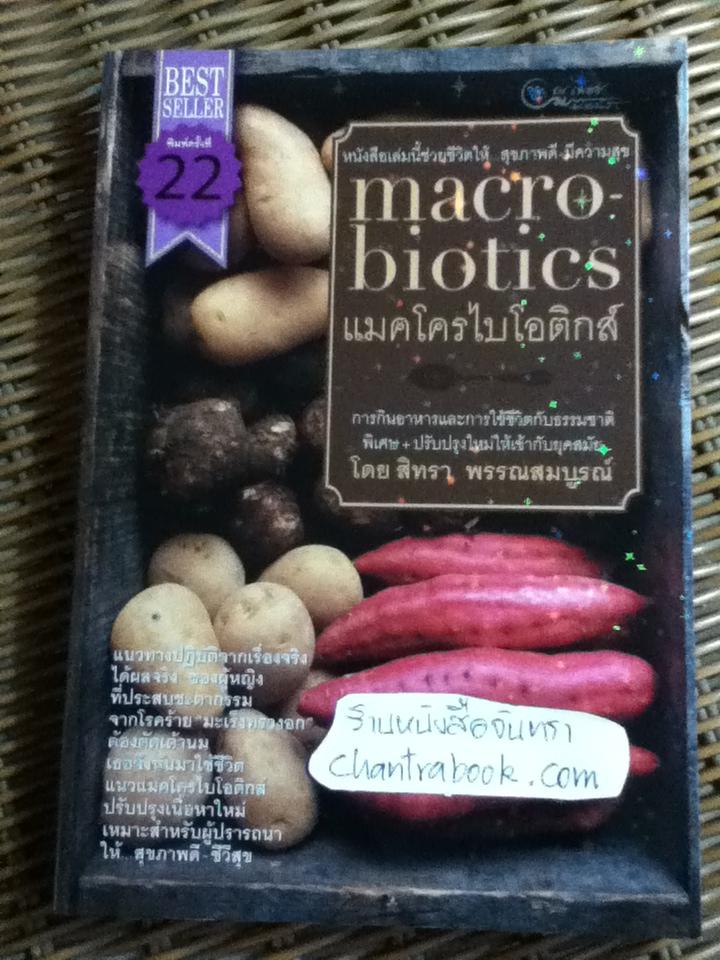 BEST
SELLER
พิมพ์ครั้งที่
22
ณ เพชร
หนังสือเล่มนี้ช่วยชีวิตให้ สุขภาพดี-มีความสุข
macro-
biotics
แมคโครไบโอติกส์
การกินอาหารและการใช้ชีวิตกับธรรมชาติ
พิเศษ + ปรับปรุงใหม่ให้เข้ากับยุคสมัย
โดย สิทรา พรรณสมบูรณ์
แนวทางปฏิบัติจากเรื่องจริง
ได้ผลจริง ของผู้หญิง
ที่ประสบชะตากรรม
จากโรคร้าย "มะเร็งทรวงอก"
ต้องตัดเต้านม
เธอจึงหันมาใช้ชีวิต
แนวแมคโครไบโอติกส์
ปรับปรุงเนื้อหาใหม่
เหมาะสำหรับผู้ปรารถนา
ให้ สุขภาพดี-ชีวีสุข
ร้านหนังสือจันทรา
chantrabook.com